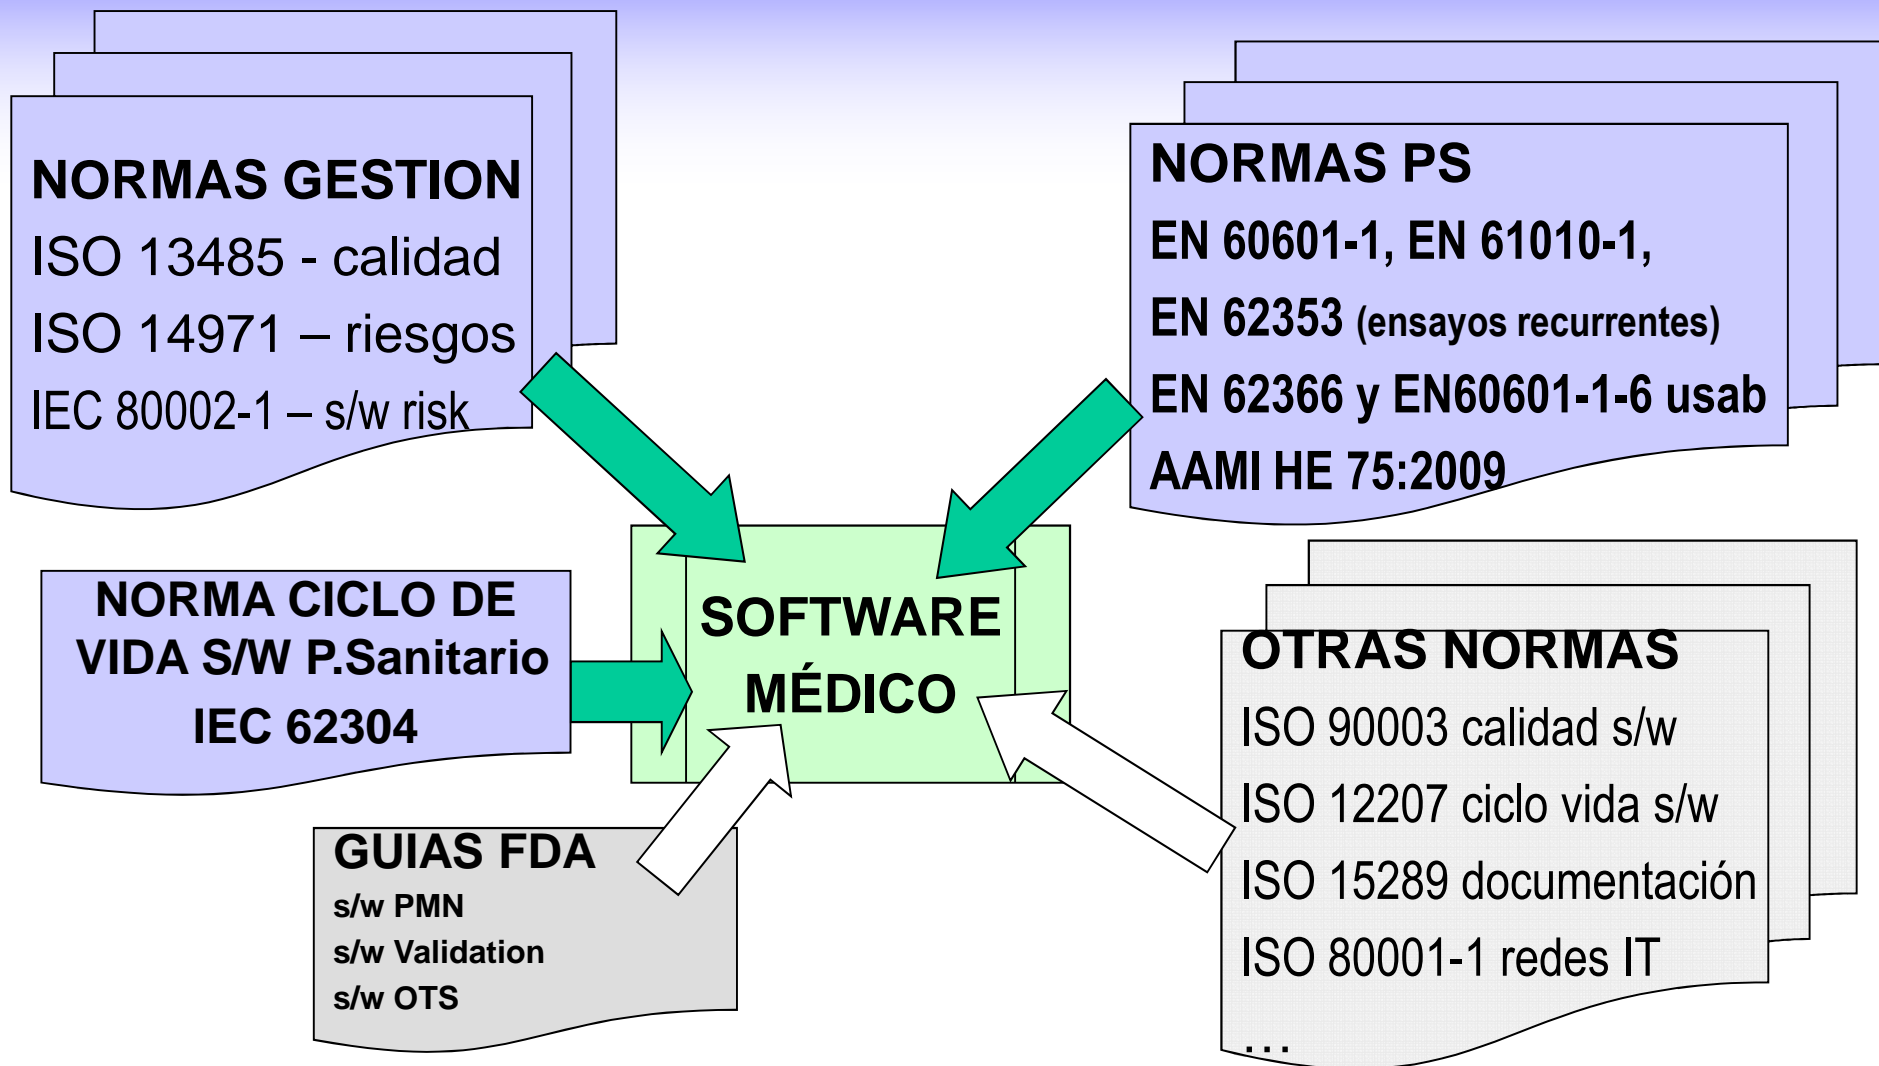 NORMAS GESTION
ISO 13485 - calidad
ISO 14971 – riesgos
IEC 80002-1 – s/w risk
NORMAS PS
EN 60601-1, EN 61010-1,
EN 62353 (ensayos recurrentes)
EN 62366 y EN60601-1-6 usab
AAMI HE 75:2009
NORMA CICLO DE
VIDA S/W P.Sanitario
IEC 62304
SOFTWARE
MÉDICO
GUIAS FDA
s/w PMN
s/w Validation
s/w OTS
OTRAS NORMAS
ISO 90003 calidad s/w
ISO 12207 ciclo vida s/w
ISO 15289 documentación
ISO 80001-1 redes IT
…